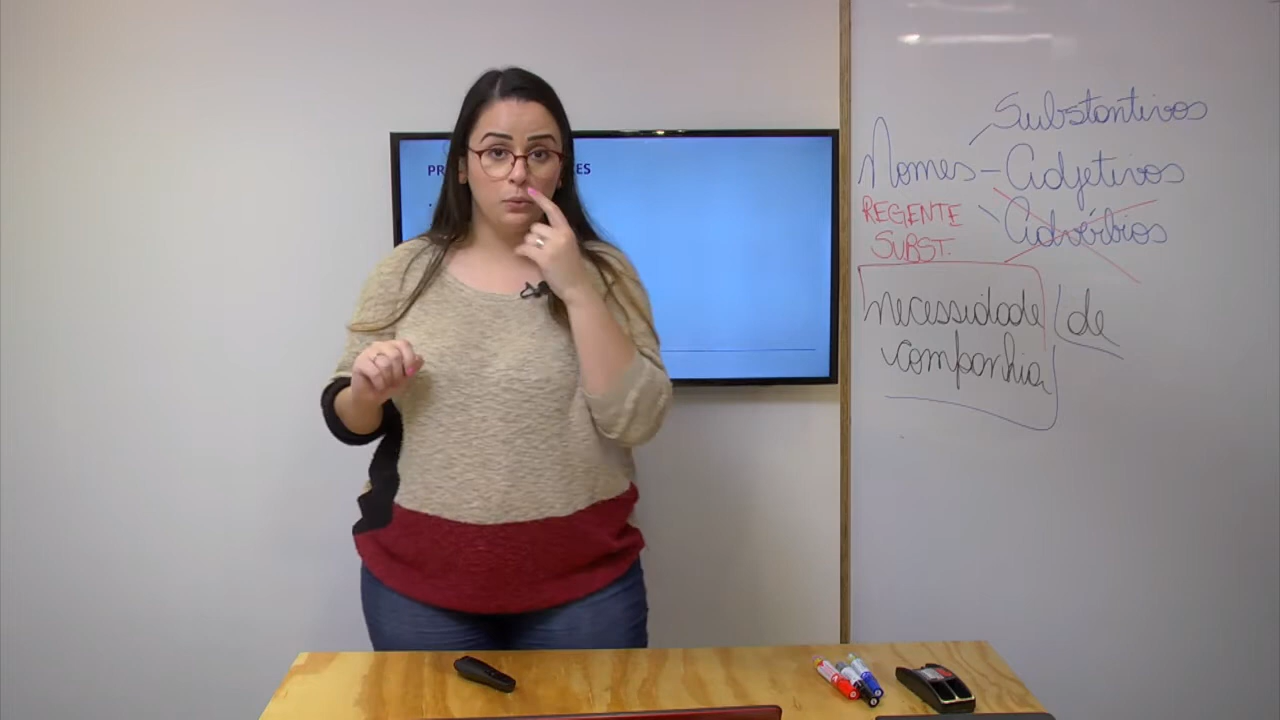 Substantivos
Nomes - Adjetivos
REGENTE
Advérbios
SUBST.
necessidade de
companhia